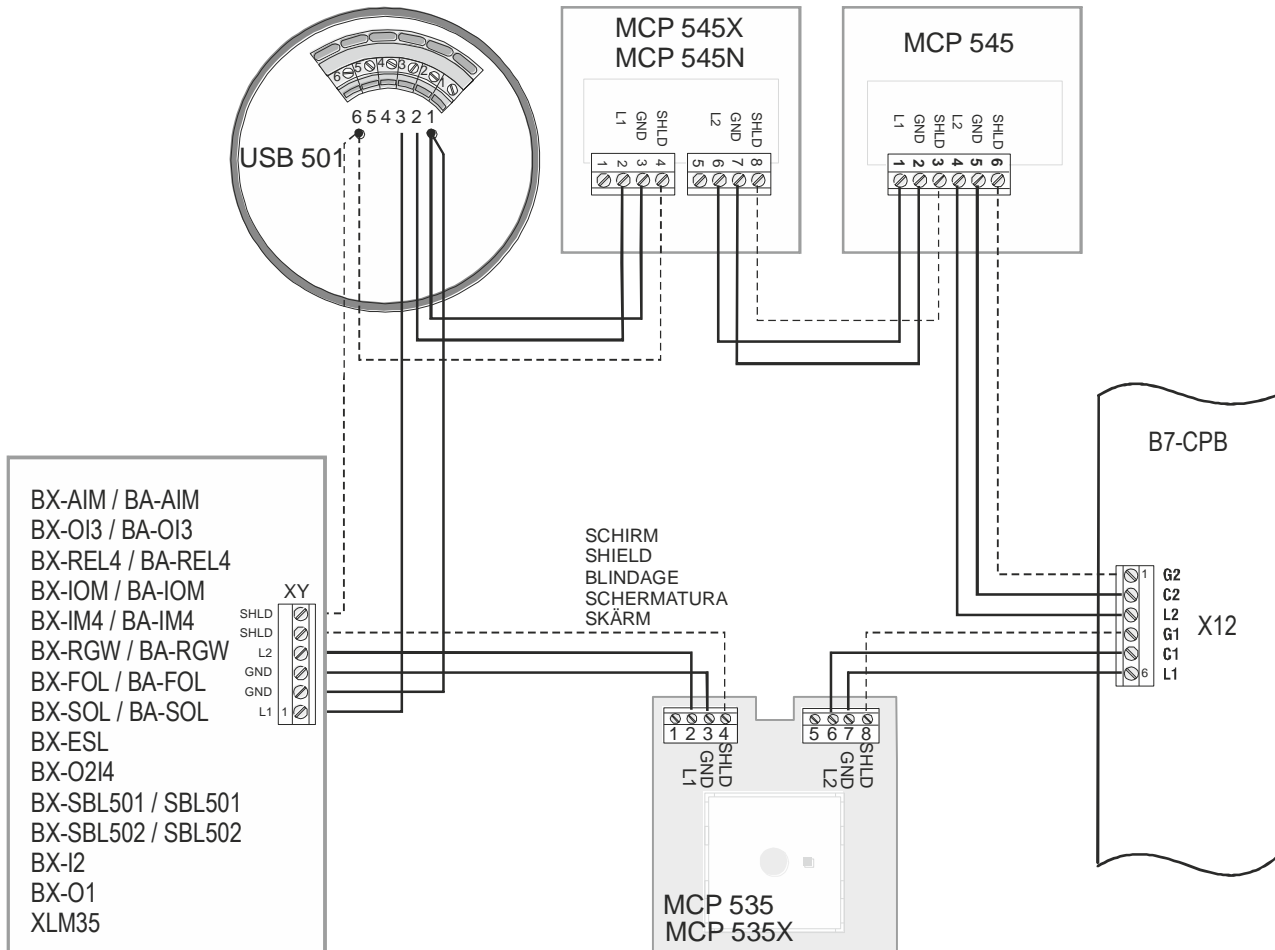 MCP 545X
MCP 545N
L1 GND SHLD L2 GND SHLD
1 2 3 4 5 6 7 8
MCP 545
L1 GND SHLD L2 GND SHLD
1 2 3 4 5 6
6 5 4 3 2 1
6 5 4 3 2 1
USB 501
B7-CPB
1 G2
C2
L2
G1
C1
6 L1
X12
SCHIRM
SHIELD
BLINDAGE
SCHERMATURA
SKÄRM
BX-AIM / BA-AIM
BX-OI3 / BA-OI3
BX-REL4 / BA-REL4
BX-IOM / BA-IOM
BX-IM4 / BA-IM4
BX-RGW / BA-RGW
BX-FOL / BA-FOL
BX-SOL / BA-SOL
BX-ESL
BX-O2I4
BX-SBL501 / SBL501
BX-SBL502 / SBL502
BX-I2
BX-O1
XLM35
XY
SHLD
SHLD
L2
GND
GND
L1 1
1 2 3 4 5 6 7 8
L1 GND SHLD L2 GND SHLD
MCP 535
MCP 535X